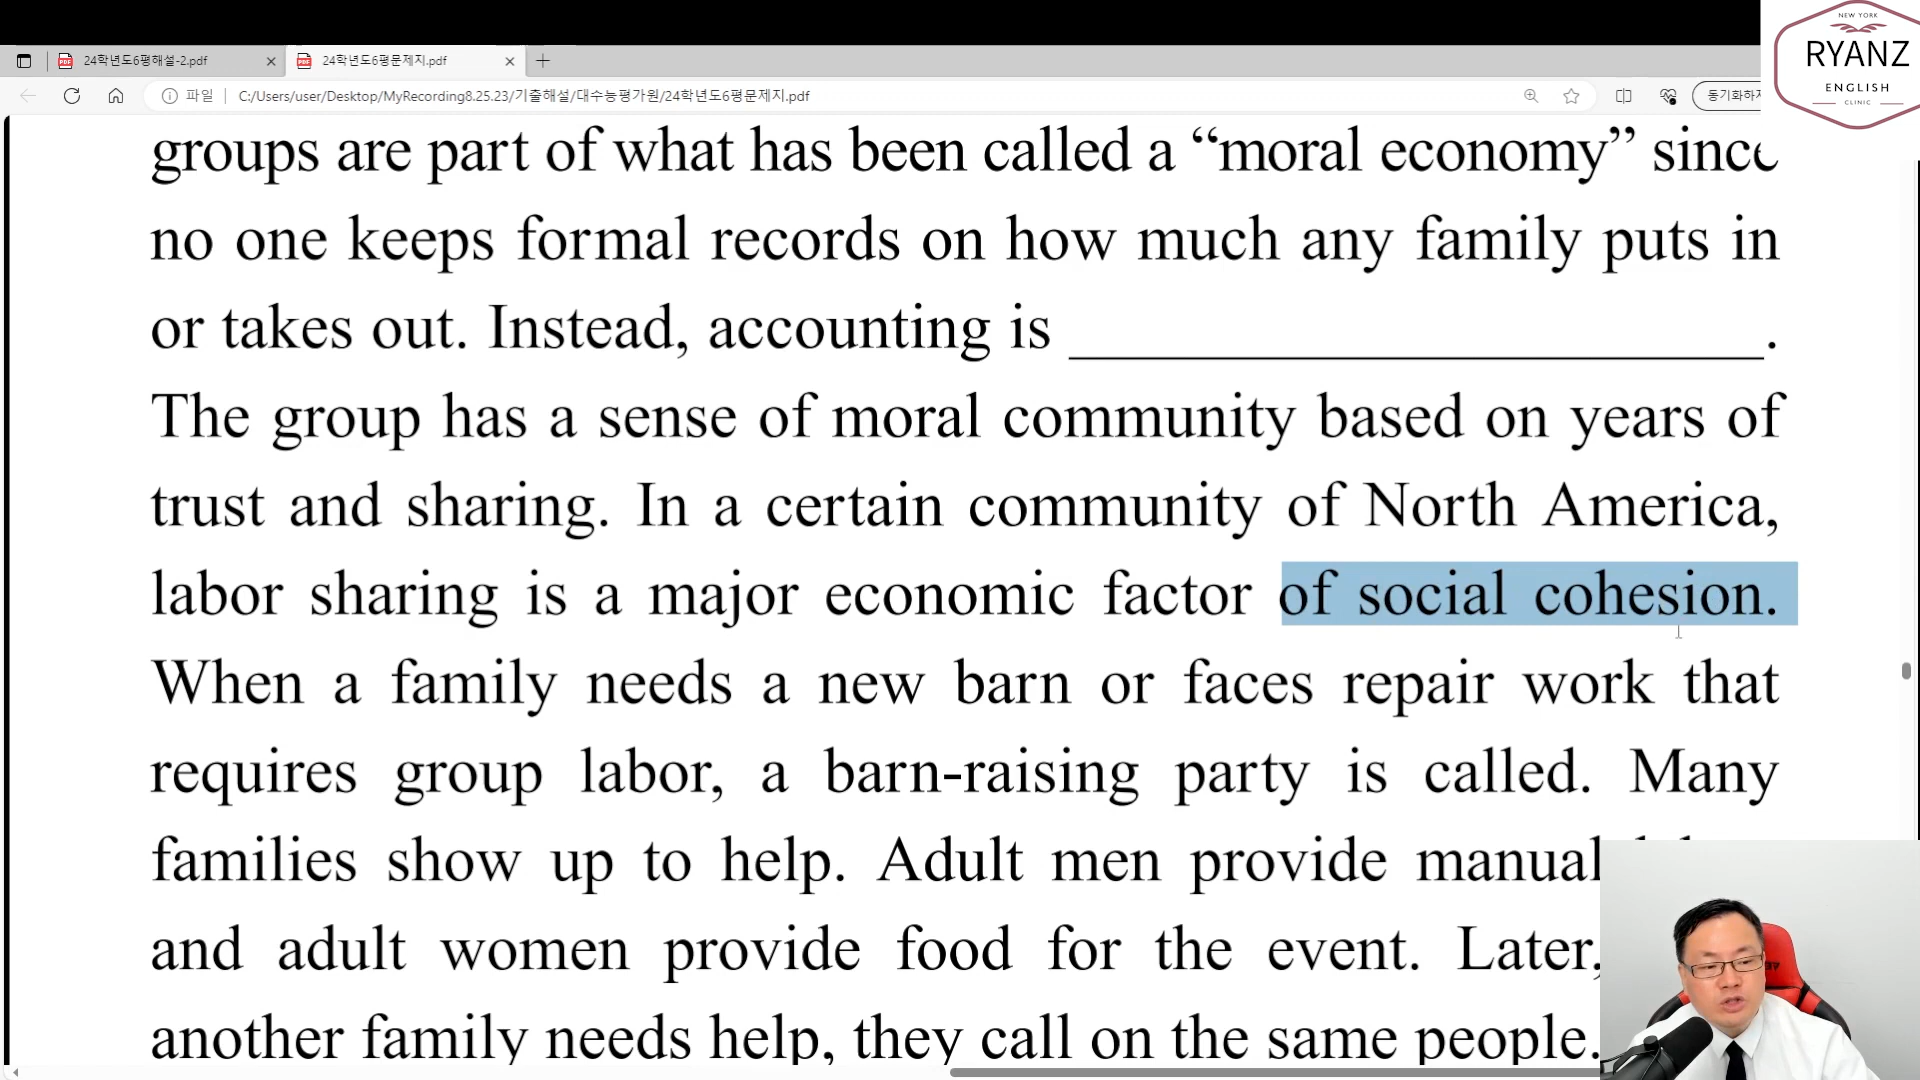 NEW YORK
RYANZ
ENGLISH
CLINIC
24학년도6평해설-2.pdf
24학년도6평문제지.pdf
파일
C:/Users/user/Desktop/MyRecording8.25.23/기출해설/대수능평가원/24학년도6평문제지.pdf
동기화하
groups are part of what has been called a “moral economy” since
no one keeps formal records on how much any family puts in
or takes out. Instead, accounting is ____________________.
The group has a sense of moral community based on years of
trust and sharing. In a certain community of North America,
labor sharing is a major economic factor of social cohesion.
When a family needs a new barn or faces repair work that
requires group labor, a barn-raising party is called. Many
families show up to help. Adult men provide manual
and adult women provide food for the event. Later,
another family needs help, they call on the same people.